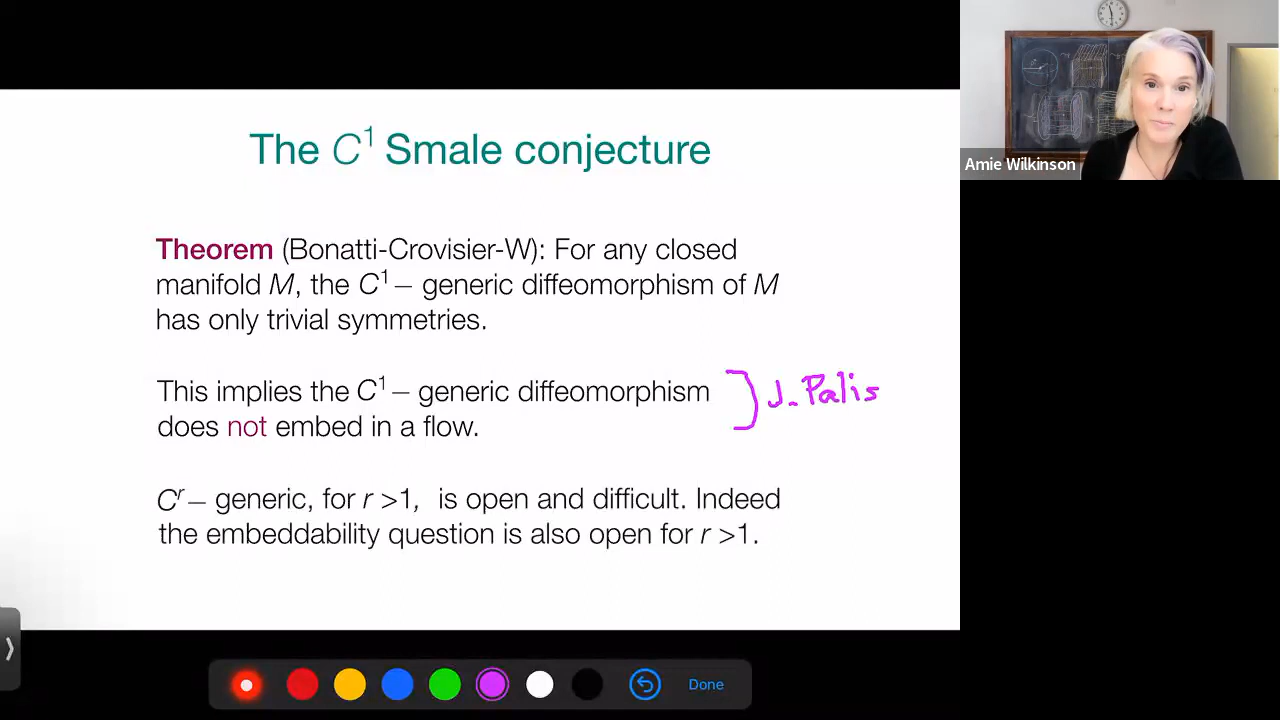 The C¹ Smale conjecture
Theorem (Bonatti-Crovisier-W): For any closed
manifold M, the C¹ – generic diffeomorphism of M
has only trivial symmetries.
This implies the C¹ – generic diffeomorphism
does not embed in a flow.
J. Palis
Cʳ – generic, for r >1, is open and difficult. Indeed
the embeddability question is also open for r >1.
Amie Wilkinson
Done